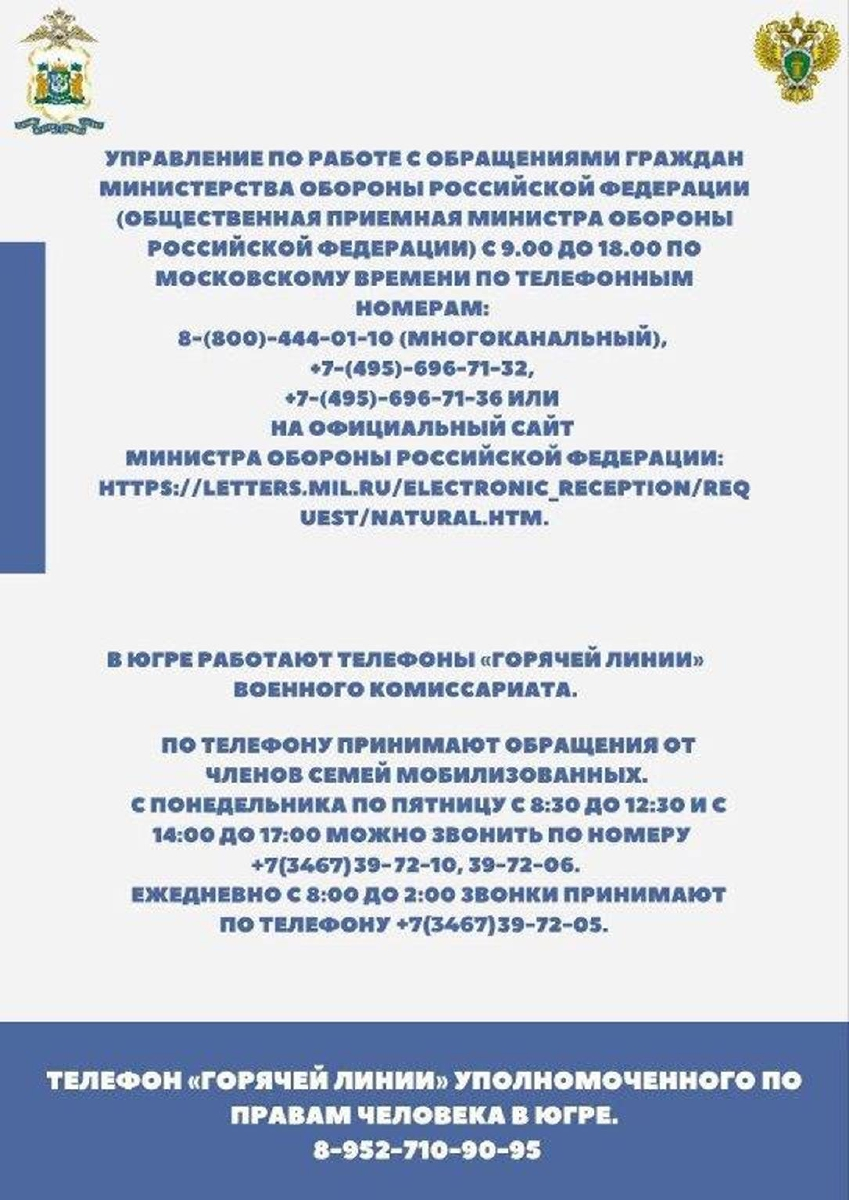 УПРАВЛЕНИЕ ПО РАБОТЕ С ОБРАЩЕНИЯМИ ГРАЖДАН
МИНИСТЕРСТВА ОБОРОНЫ РОССИЙСКОЙ ФЕДЕРАЦИИ
(ОБЩЕСТВЕННАЯ ПРИЕМНАЯ МИНИСТРА ОБОРОНЫ
РОССИЙСКОЙ ФЕДЕРАЦИИ) С 9.00 ДО 18.00 ПО
МОСКОВСКОМУ ВРЕМЕНИ ПО ТЕЛЕФОННЫМ
НОМЕРАМ:
8-(800)-444-01-10 (МНОГОКАНАЛЬНЫЙ),
+7-(495)-696-71-32,
+7-(495)-696-71-36 ИЛИ
НА ОФИЦИАЛЬНЫЙ САЙТ
МИНИСТРА ОБОРОНЫ РОССИЙСКОЙ ФЕДЕРАЦИИ:
HTTPS://LETTERS.MIL.RU/ELECTRONIC_RECEPTION/REQ
UEST/NATURAL.HTM.
В ЮГРЕ РАБОТАЮТ ТЕЛЕФОНЫ «ГОРЯЧЕЙ ЛИНИИ»
ВОЕННОГО КОМИССАРИАТА.
ПО ТЕЛЕФОНУ ПРИНИМАЮТ ОБРАЩЕНИЯ ОТ
ЧЛЕНОВ СЕМЕЙ МОБИЛИЗОВАННЫХ.
С ПОНЕДЕЛЬНИКА ПО ПЯТНИЦУ С 8:30 ДО 12:30 И С
14:00 ДО 17:00 МОЖНО ЗВОНИТЬ ПО НОМЕРУ
+7(3467)39-72-10, 39-72-06.
ЕЖЕДНЕВНО С 8:00 ДО 2:00 ЗВОНКИ ПРИНИМАЮТ
ПО ТЕЛЕФОНУ +7(3467)39-72-05.
ТЕЛЕФОН «ГОРЯЧЕЙ ЛИНИИ» УПОЛНОМОЧЕННОГО ПО
ПРАВАМ ЧЕЛОВЕКА В ЮГРЕ.
8-952-710-90-95